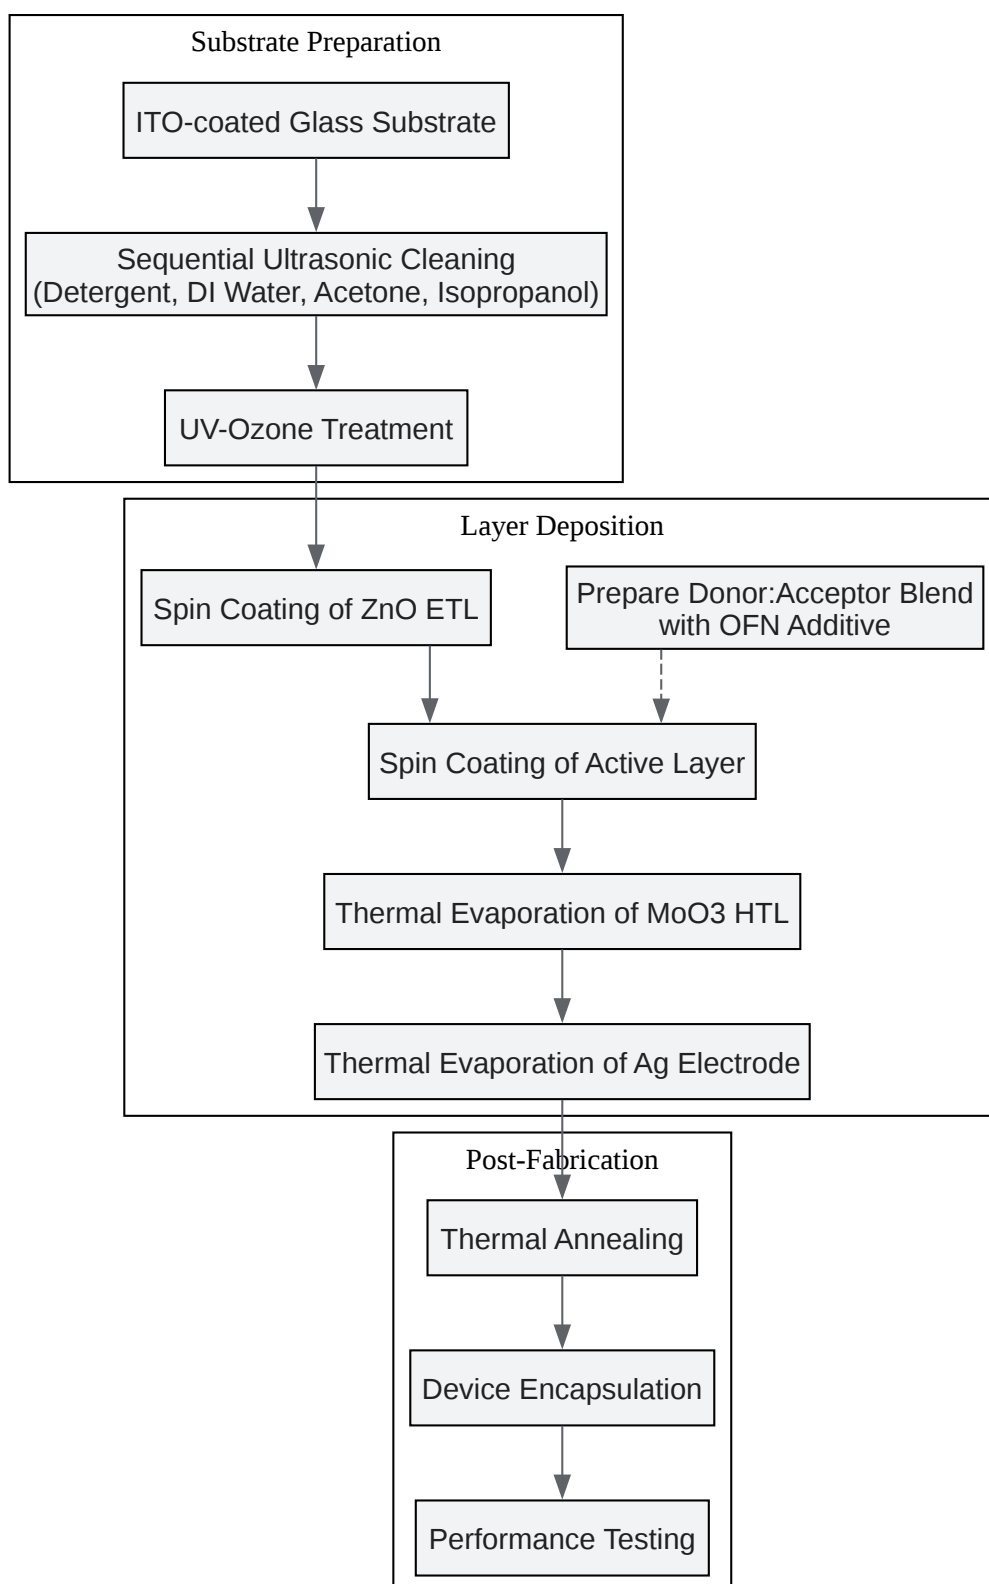 Substrate Preparation
ITO-coated Glass Substrate
Sequential Ultrasonic Cleaning
(Detergent, DI Water, Acetone, Isopropanol)
UV-Ozone Treatment
Layer Deposition
Spin Coating of ZnO ETL
Prepare Donor:Acceptor Blend
with OFN Additive
Spin Coating of Active Layer
Thermal Evaporation of MoO3 HTL
Thermal Evaporation of Ag Electrode
Post-Fabrication
Thermal Annealing
Device Encapsulation
Performance Testing